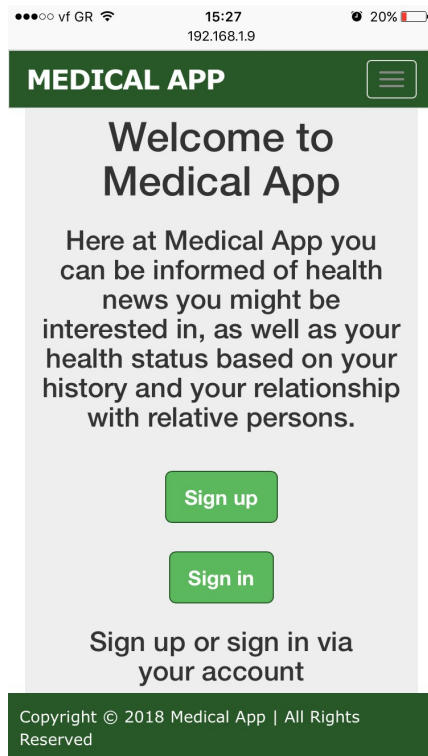 vf GR 15:27 20%
192.168.1.9
MEDICAL APP
Welcome to
Medical App
Here at Medical App you
can be informed of health
news you might be
interested in, as well as your
health status based on your
history and your relationship
with relative persons.
Sign up
Sign in
Sign up or sign in via
your account
Copyright © 2018 Medical App | All Rights
Reserved